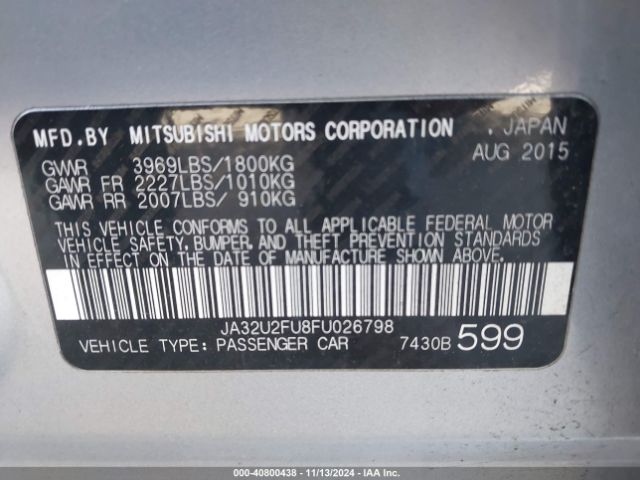 MFD.BY MITSUBISHI MOTORS CORPORATION , JAPAN
AUG 2015
GVWR 3969LBS/1800KG
GAWR FR 2227LBS/1010KG
GAWR RR 2007LBS/ 910KG
THIS VEHICLE CONFORMS TO ALL APPLICABLE FEDERAL MOTOR
VEHICLE SAFETY, BUMPER, AND THEFT PREVENTION STANDARDS
IN EFFECT ON THE DATE OF MANUFACTURE SHOWN ABOVE.
JA32U2FU8FU026798
VEHICLE TYPE: PASSENGER CAR 7430B 599
000-40800438 - 11/13/2024 - IAA, Inc.